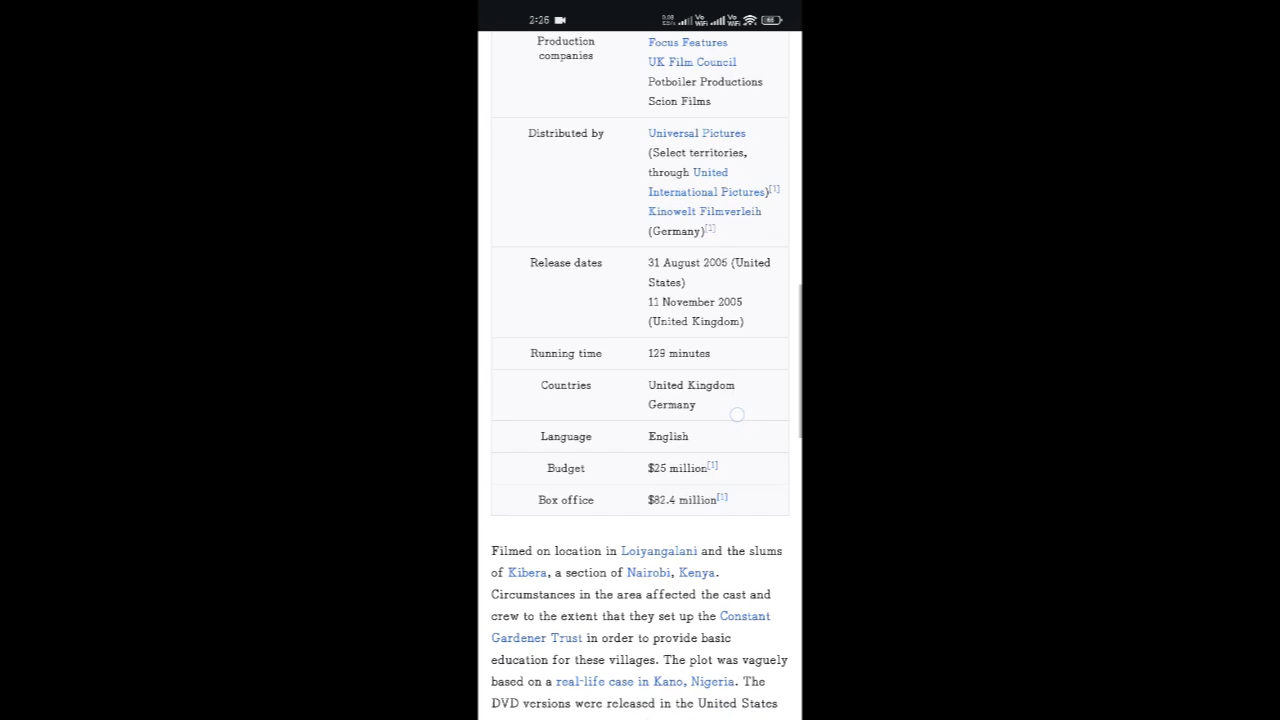 2:26
Production
companies
Focus Features
UK Film Council
Potboiler Productions
Scion Films
Distributed by
Universal Pictures
(Select territories,
through United
International Pictures)[1]
Kinowelt Filmverleih
(Germany)[1]
Release dates
31 August 2005 (United
States)
11 November 2005
(United Kingdom)
Running time
129 minutes
Countries
United Kingdom
Germany
Language
English
Budget
$25 million[1]
Box office
$82.4 million[1]
Filmed on location in Loiyangalani and the slums
of Kibera, a section of Nairobi, Kenya.
Circumstances in the area affected the cast and
crew to the extent that they set up the Constant
Gardener Trust in order to provide basic
education for these villages. The plot was vaguely
based on a real-life case in Kano, Nigeria. The
DVD versions were released in the United States